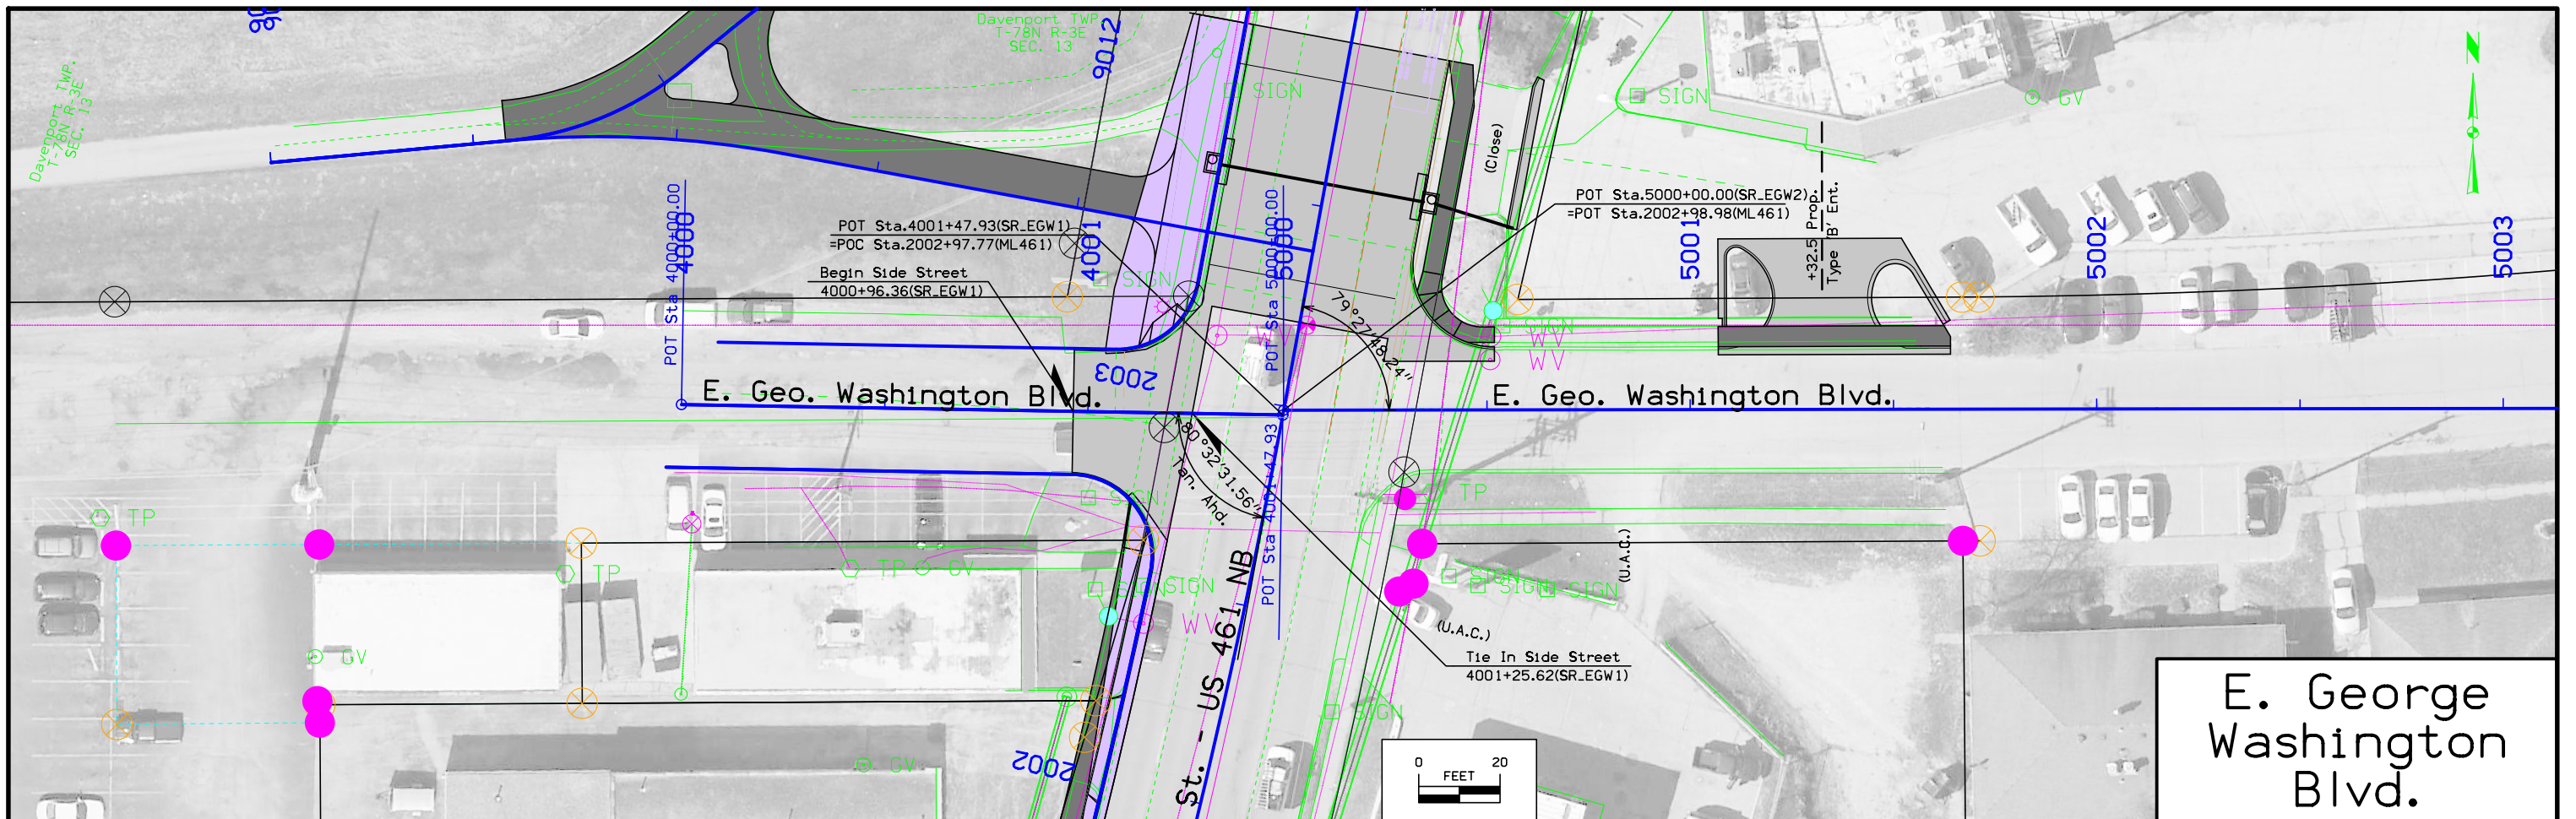 Davenport TWP.
T-78N R-3E
SEC. 13
Davenport TWP.
T-78N R-3E
SEC. 13
9012
SIGN
SIGN
GV
N
(Close)
POT Sta.4001+47.93(SR_EGW1)
=POC Sta.2002+97.77(ML461)
Begin Side Street
4000+96.36(SR_EGW1)
POT Sta.5000+00.00(SR_EGW2)
=POT Sta.2002+98.98(ML461)
POT Sta 4000+00.00
4000
4001
POT Sta 5000+00.00
5000
5001
5002
5003
+32.5 Prop.
Type 'B' Ent.
SIGN
SIGN
WV
WV
79°27'48.24"
2003
E. Geo. Washington Blvd.
E. Geo. Washington Blvd.
80°32'31.56"
Tan. Ahd.
POT Sta 4001+47.93
TP
TP
SIGN
TP
TP
GV
SIGN
SIGN
SIGN
SIGN
SIGN
WV
(U.A.C.)
(U.A.C.)
GV
Tie In Side Street
4001+25.62(SR_EGW1)
St. - US 461 NB
SIGN
2002
GV
0 20
FEET
E. George
Washington
Blvd.